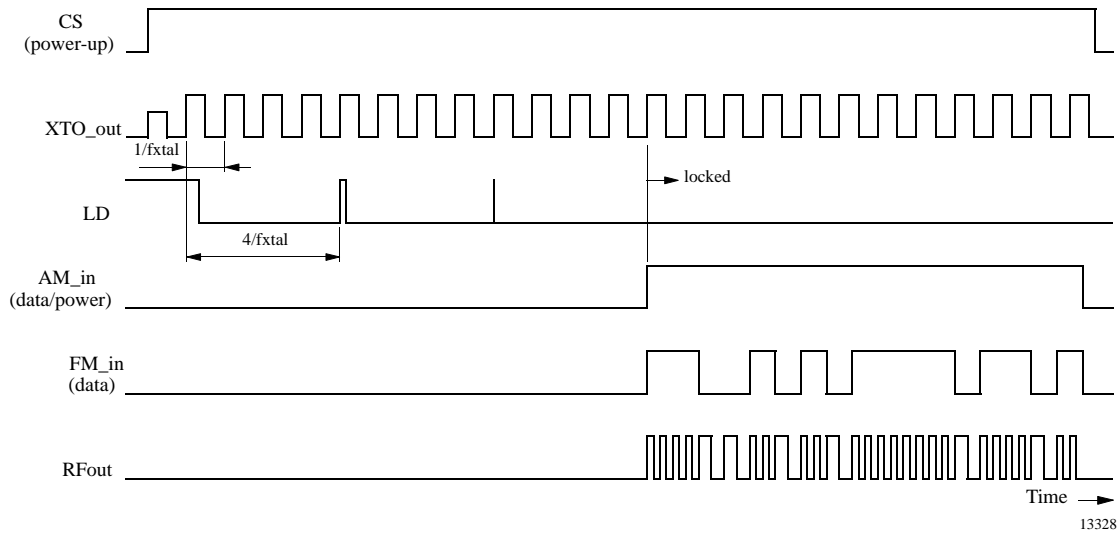 CS
(power-up)
XTO_out
1/fxtal
locked
LD
4/fxtal
AM_in
(data/power)
FM_in
(data)
RFout
Time
13328